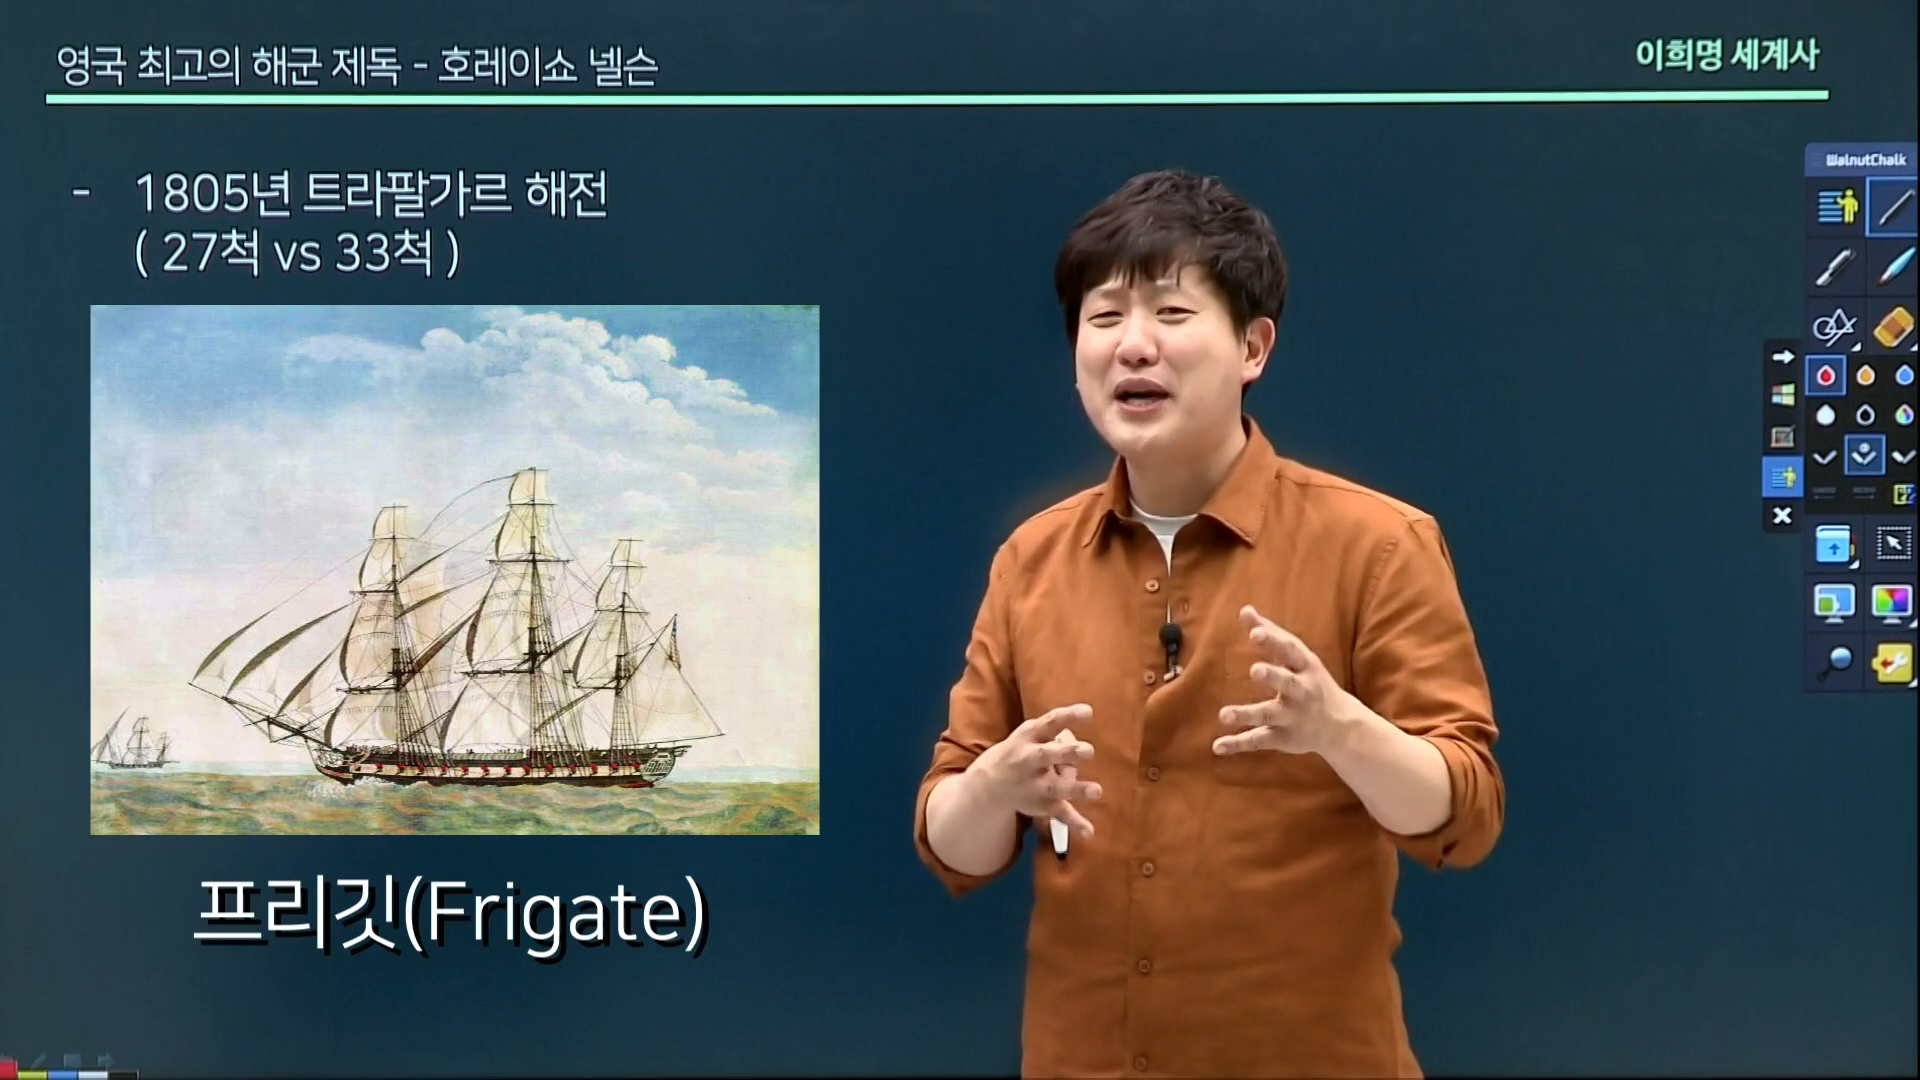 영국 최고의 해군 제독 - 호레이쇼 넬슨
이희명 세계사
- 1805년 트라팔가르 해전
( 27척 vs 33척 )
프리깃(Frigate)
WalnutChalk